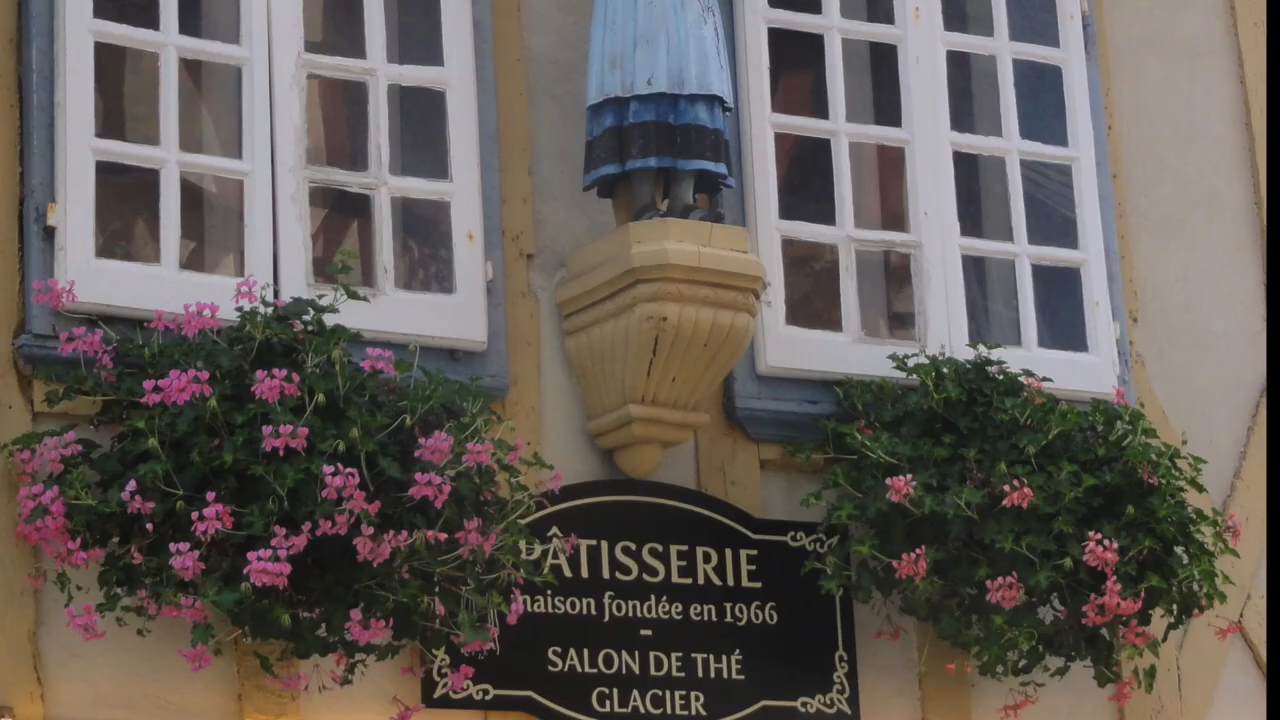 PÂTISSERIE
maison fondée en 1966
-
SALON DE THÉ
GLACIER